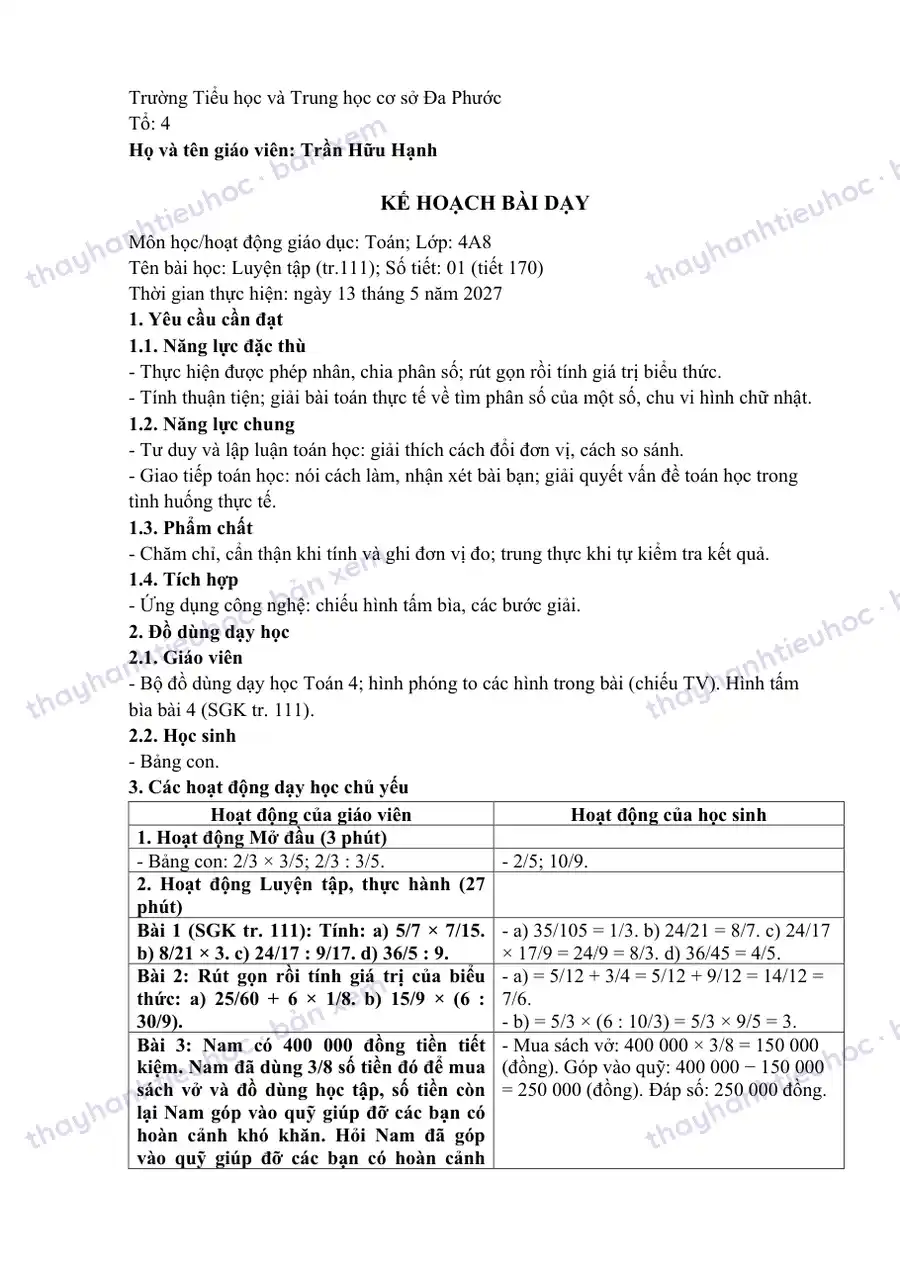 Trường Tiểu học và Trung học cơ sở Đa Phước
Tổ: 4
Họ và tên giáo viên: Trần Hữu Hạnh
KẾ HOẠCH BÀI DẠY
Môn học/hoạt động giáo dục: Toán; Lớp: 4A8
Tên bài học: Luyện tập (tr.111); Số tiết: 01 (tiết 170)
Thời gian thực hiện: ngày 13 tháng 5 năm 2027
1. Yêu cầu cần đạt
1.1. Năng lực đặc thù
- Thực hiện được phép nhân, chia phân số; rút gọn rồi tính giá trị biểu thức.
- Tính thuận tiện; giải bài toán thực tế về tìm phân số của một số, chu vi hình chữ nhật.
1.2. Năng lực chung
- Tư duy và lập luận toán học: giải thích cách đổi đơn vị, cách so sánh.
- Giao tiếp toán học: nói cách làm, nhận xét bài bạn; giải quyết vấn đề toán học trong
tình huống thực tế.
1.3. Phẩm chất
- Chăm chỉ, cẩn thận khi tính và ghi đơn vị đo; trung thực khi tự kiểm tra kết quả.
1.4. Tích hợp
- Ứng dụng công nghệ: chiếu hình tấm bìa, các bước giải.
2. Đồ dùng dạy học
2.1. Giáo viên
- Bộ đồ dùng dạy học Toán 4; hình phóng to các hình trong bài (chiếu TV). Hình tấm
bìa bài 4 (SGK tr. 111).
2.2. Học sinh
- Bảng con.
3. Các hoạt động dạy học chủ yếu
Hoạt động của giáo viên
Hoạt động của học sinh
1. Hoạt động Mở đầu (3 phút)
- Bảng con: 2/3 × 3/5; 2/3 : 3/5.
- 2/5; 10/9.
2. Hoạt động Luyện tập, thực hành (27
phút)
Bài 1 (SGK tr. 111): Tính: a) 5/7 × 7/15.
b) 8/21 × 3. c) 24/17 : 9/17. d) 36/5 : 9.
- a) 35/105 = 1/3. b) 24/21 = 8/7. c) 24/17
× 17/9 = 24/9 = 8/3. d) 36/45 = 4/5.
Bài 2: Rút gọn rồi tính giá trị của biểu
thức: a) 25/60 + 6 × 1/8. b) 15/9 × (6 :
30/9).
- a) = 5/12 + 3/4 = 5/12 + 9/12 = 14/12 =
7/6.
- b) = 5/3 × (6 : 10/3) = 5/3 × 9/5 = 3.
Bài 3: Nam có 400 000 đồng tiền tiết
kiệm. Nam đã dùng 3/8 số tiền đó để mua
sách vở và đồ dùng học tập, số tiền còn
lại Nam góp vào quỹ giúp đỡ các bạn có
hoàn cảnh khó khăn. Hỏi Nam đã góp
vào quỹ giúp đỡ các bạn có hoàn cảnh
- Mua sách vở: 400 000 × 3/8 = 150 000
(đồng). Góp vào quỹ: 400 000 − 150 000
= 250 000 (đồng). Đáp số: 250 000 đồng.
thayhanhtieuhoc · bản xem
thayhanhtieuhoc · b
thayhanhtieuhoc · bản xem
thayhanhtieuhoc · b
thayhanhtieuhoc · bản xem
thayhanhtieuhoc · b